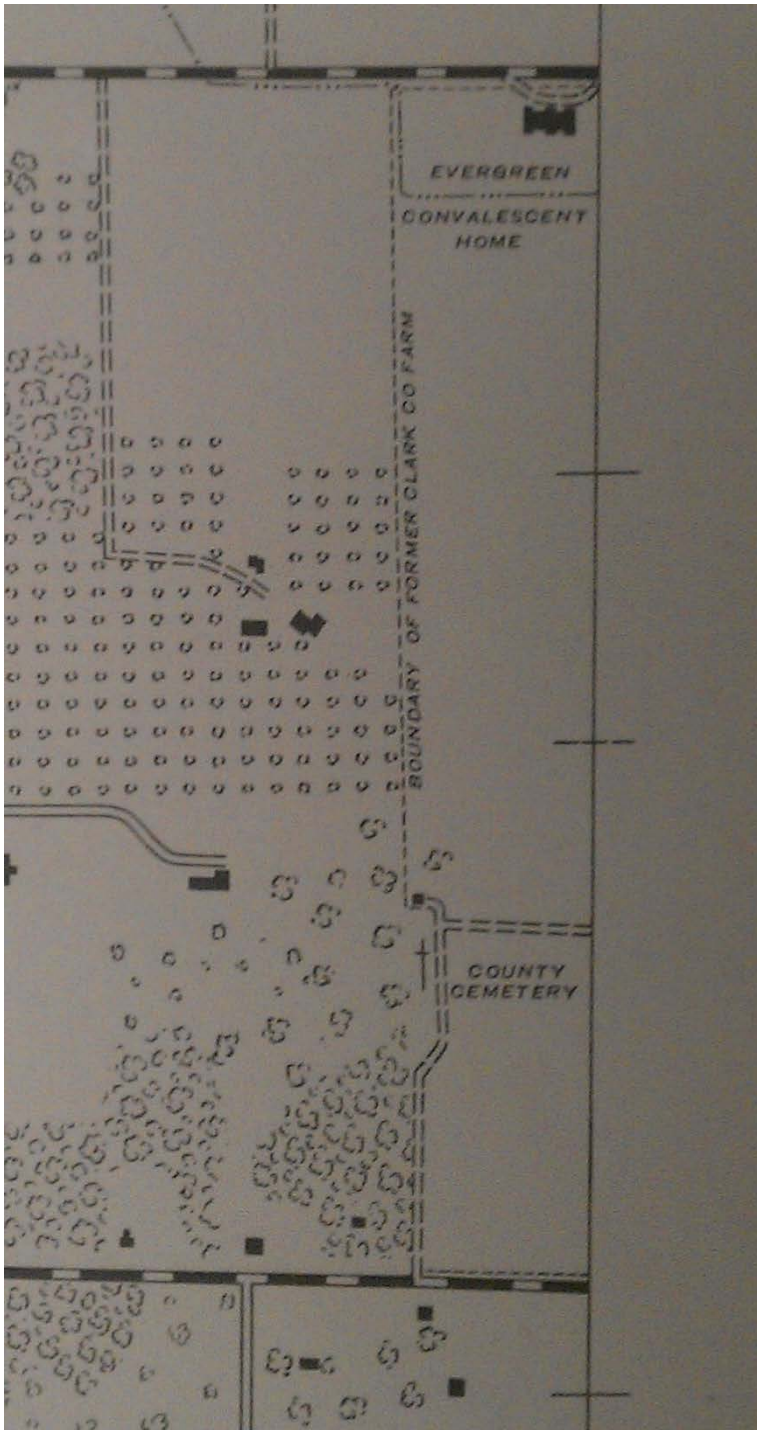 EVERGREEN
CONVALESCENT
HOME
BOUNDARY OF FORMER CLARK CO FARM
COUNTY
CEMETERY